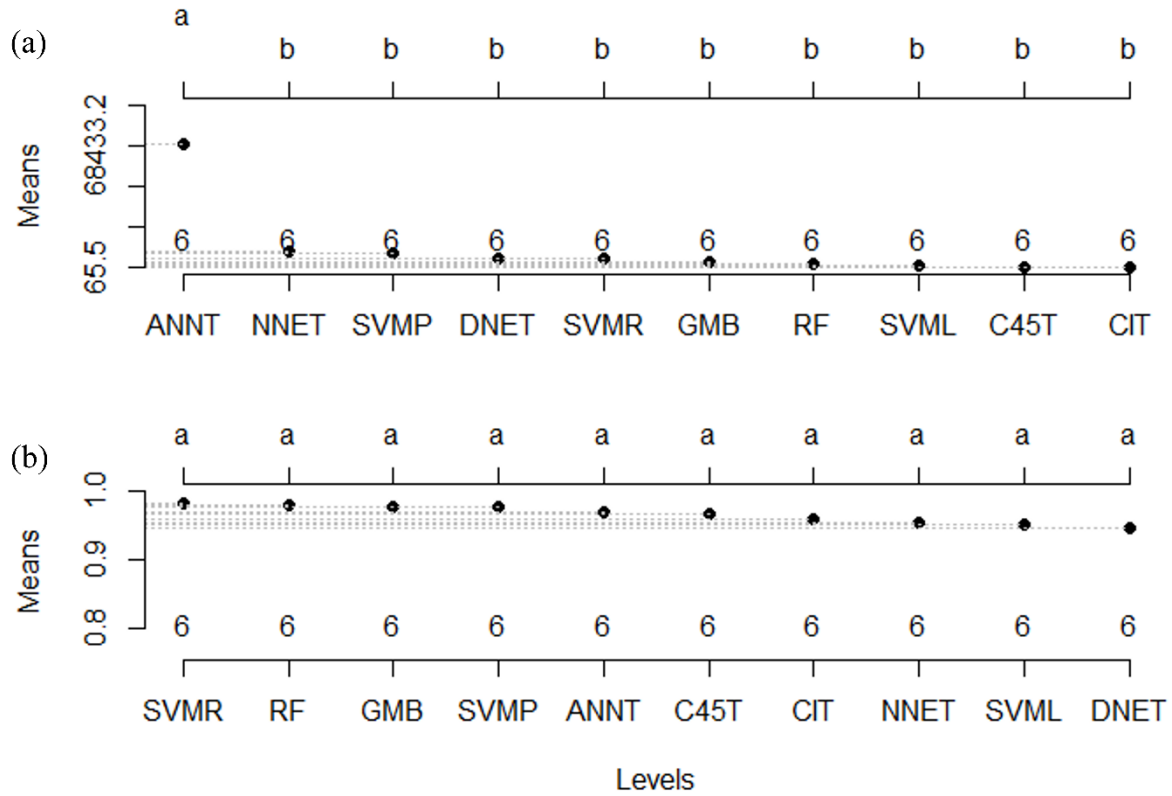 a
(a)
b b b b b b b b b
Means
68433.2
65.5
6 6 6 6 6 6 6 6 6 6
ANNT NNET SVMP DNET SVMR GMB RF SVML C45T CIT
a a a a a a a a a a
(b)
Means
1.0
0.9
0.8
6 6 6 6 6 6 6 6 6 6
SVMR RF GMB SVMP ANNT C45T CIT NNET SVML DNET
Levels